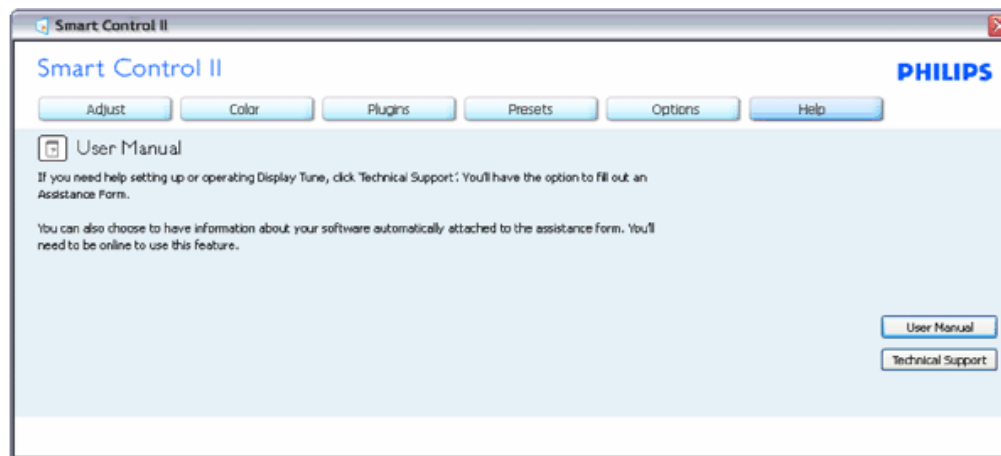 Smart Control II
Smart Control II
PHILIPS
Adjust
Color
Plugins
Presets
Options
Help
User Manual
If you need help setting up or operating Display Tune, click 'Technical Support'. You'll have the option to fill out an
Assistance Form.
You can also choose to have information about your software automatically attached to the assistance form. You'll
need to be online to use this feature.
User Manual
Technical Support